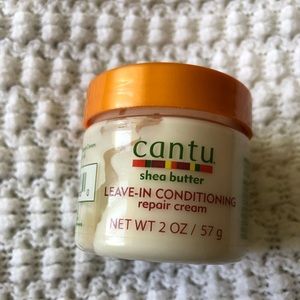 cantu
shea butter
LEAVE-IN CONDITIONING
repair cream
NET WT 2 OZ / 57 g